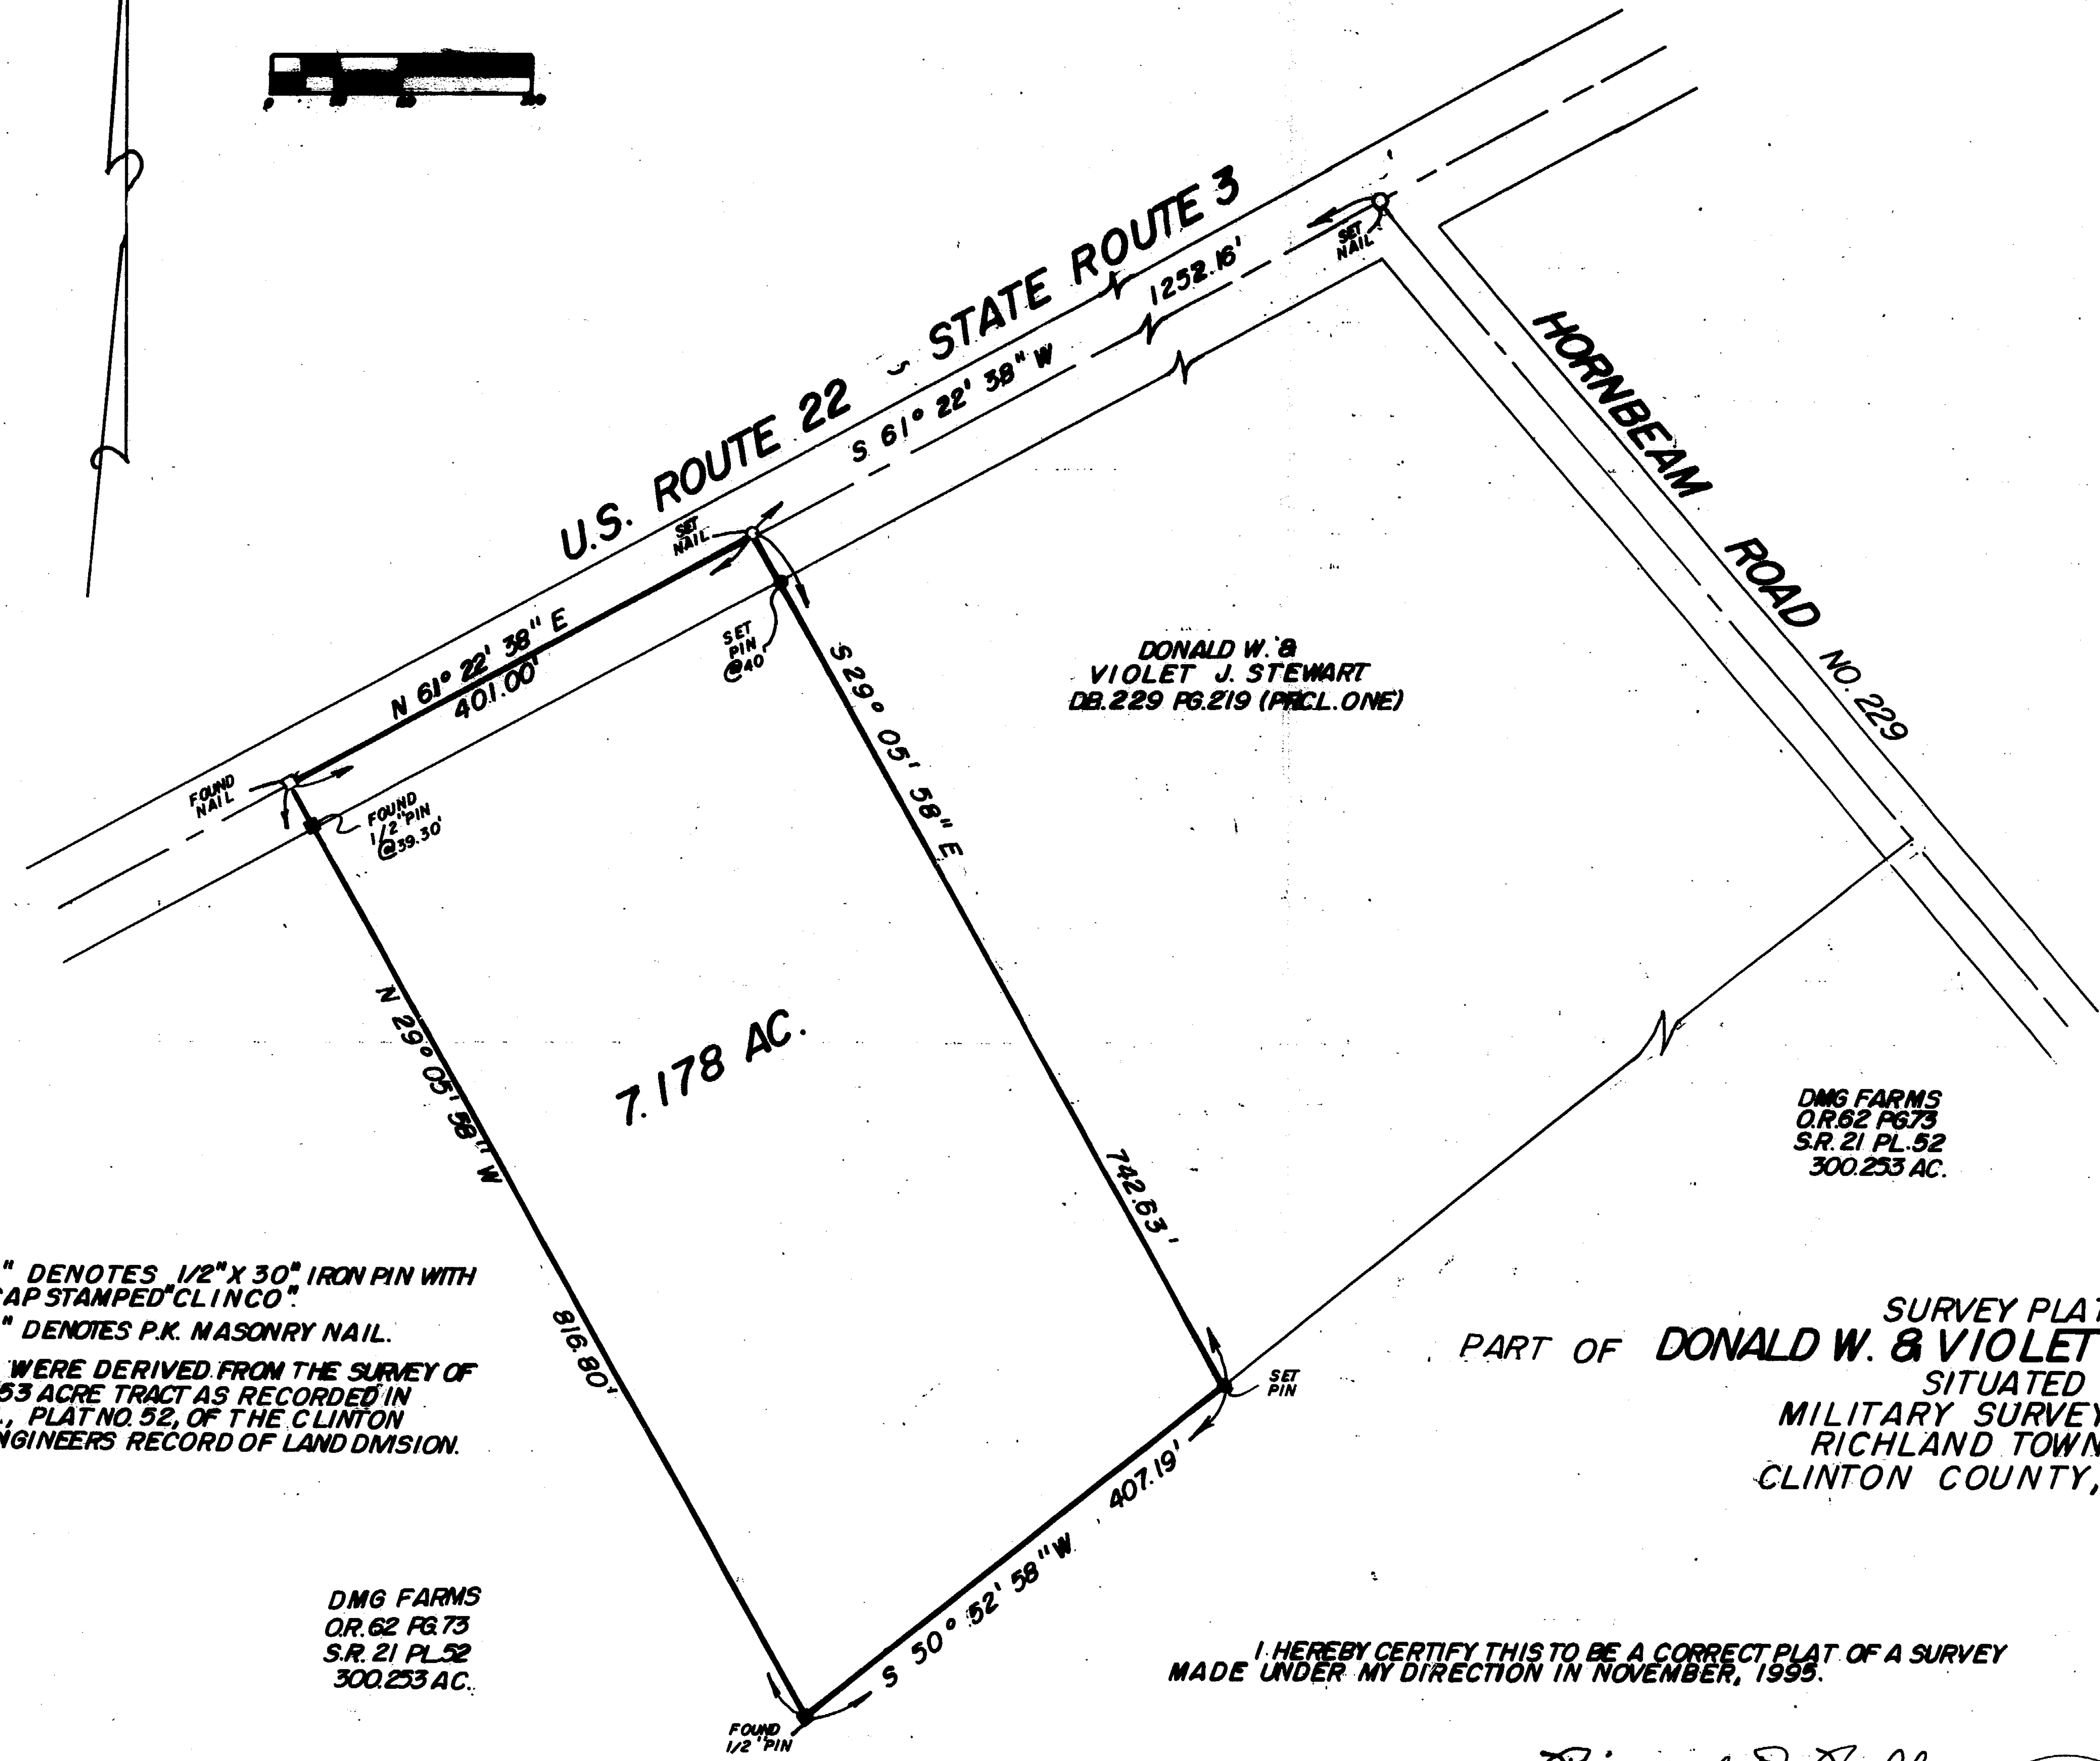 U.S. ROUTE 22 STATE ROUTE 3
1252.16'
S 61° 22' 38" W
SET
NAIL
HORNBEAM ROAD NO. 229
SET
NAIL
N 61° 22' 38" E
401.00'
SET
PIN
@40'
FOUND
NAIL
FOUND
1/2" PIN
@39.30'
S 29° 05' 58" E
742.63'
DONALD W. &
VIOLET J. STEWART
DB.229 PG.219 (PRCL.ONE)
N 29° 05' 58" W
816.80'
7.178 AC.
DMG FARMS
O.R.62 PG.73
S.R. 21 PL.52
300.253 AC.
" DENOTES 1/2" X 30" IRON PIN WITH
CAP STAMPED "CLINCO".
" DENOTES P.K. MASONRY NAIL.
WERE DERIVED FROM THE SURVEY OF
53 ACRE TRACT AS RECORDED IN
., PLAT NO. 52, OF THE CLINTON
NGINEERS RECORD OF LAND DIVISION.
SET
PIN
S 50° 52' 58" W 407.19'
SURVEY PLAT
PART OF DONALD W. & VIOLET
SITUATED
MILITARY SURVEY
RICHLAND TOWN
CLINTON COUNTY,
DMG FARMS
O.R. 62 PG. 73
S.R. 21 PL.52
300.253 AC.
FOUND
1/2" PIN
I HEREBY CERTIFY THIS TO BE A CORRECT PLAT OF A SURVEY
MADE UNDER MY DIRECTION IN NOVEMBER, 1995.